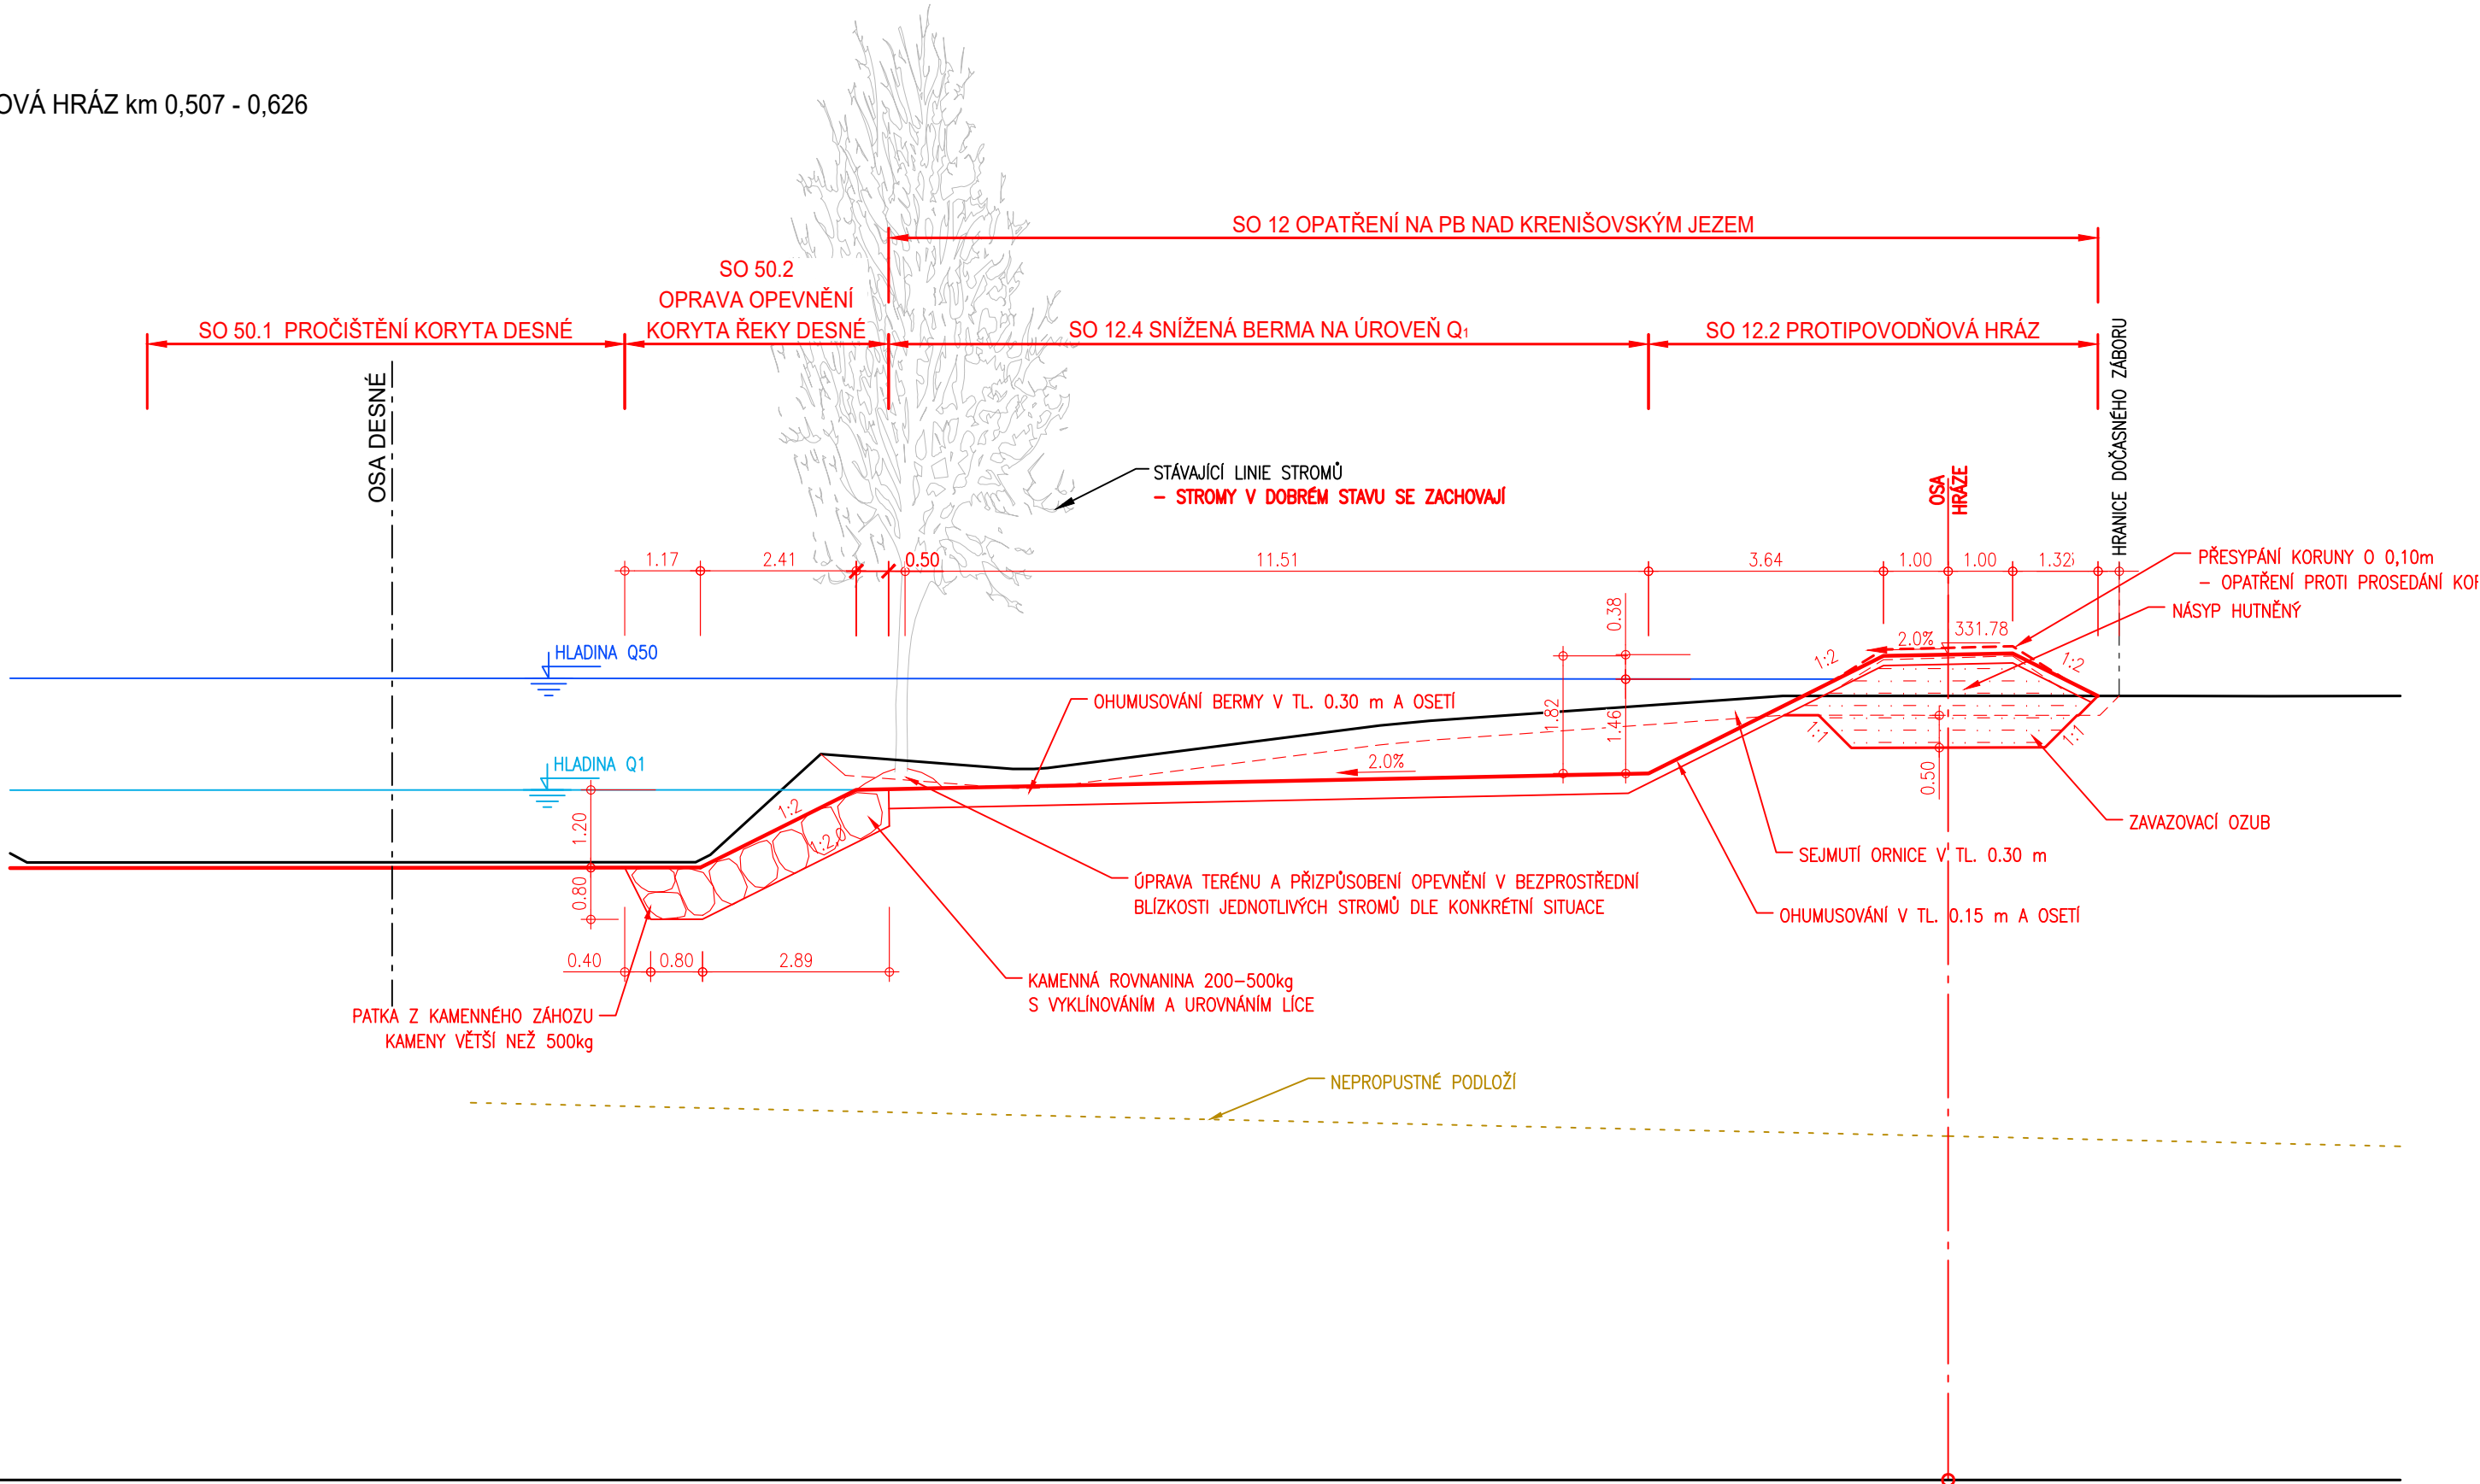 OVÁ HRÁZ km 0,507 - 0,626
SO 12 OPATŘENÍ NA PB NAD KRENIŠOVSKÝM JEZEM
SO 50.2
OPRAVA OPEVNĚNÍ
KORYTA ŘEKY DESNÉ
SO 50.1 PROČIŠTĚNÍ KORYTA DESNÉ
SO 12.4 SNÍŽENÁ BERMA NA ÚROVEŇ Q₁
SO 12.2 PROTIPOVODŇOVÁ HRÁZ
OSA DESNÉ
HRANICE DOČASNÉHO ZÁBORU
STÁVAJÍCÍ LINIE STROMŮ
– STROMY V DOBRÉM STAVU SE ZACHOVAJÍ
OSA
HRÁZE
1.17
2.41
0.50
11.51
3.64
1.00
1.00
1.32
PŘESYPÁNÍ KORUNY O 0,10m
– OPATŘENÍ PROTI PROSEDÁNÍ
NÁSYP HUTNĚNÝ
0.38
2.0%
331.78
1:2
1:2
HLADINA Q50
OHUMUSOVÁNÍ BERMY V TL. 0.30 m A OSETÍ
1.82
1.46
1:1
1:1
HLADINA Q1
2.0%
0.50
1:2
1:2,0
1.20
0.80
ZAVAZOVACÍ OZUB
SEJMUTÍ ORNICE V TL. 0.30 m
ÚPRAVA TERÉNU A PŘIZPŮSOBENÍ OPEVNĚNÍ V BEZPROSTŘEDNÍ
BLÍZKOSTI JEDNOTLIVÝCH STROMŮ DLE KONKRÉTNÍ SITUACE
OHUMUSOVÁNÍ V TL. 0.15 m A OSETÍ
0.40
0.80
2.89
KAMENNÁ ROVNANINA 200–500kg
S VYKLÍNOVÁNÍM A UROVNÁNÍM LÍCE
PATKA Z KAMENNÉHO ZÁHOZU
KAMENY VĚTŠÍ NEŽ 500kg
NEPROPUSTNÉ PODLOŽÍ